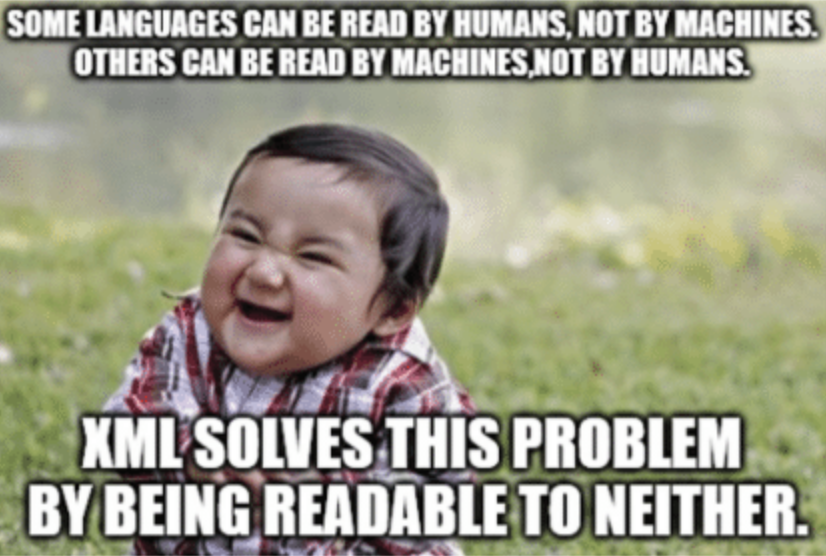 SOME LANGUAGES CAN BE READ BY HUMANS, NOT BY MACHINES.
OTHERS CAN BE READ BY MACHINES,NOT BY HUMANS.
XML SOLVES THIS PROBLEM
BY BEING READABLE TO NEITHER.